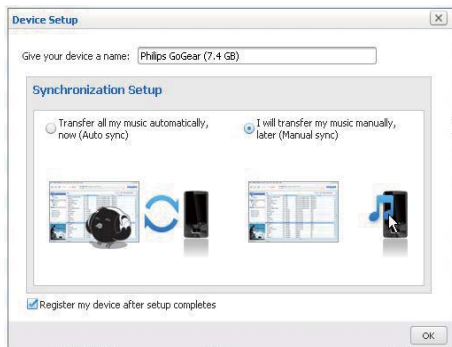 Device Setup
Give your device a name: Philips GoGear (7.4 GB)
Synchronization Setup
Transfer all my music automatically,
now (Auto sync)
I will transfer my music manually,
later (Manual sync)
Register my device after setup completes
OK